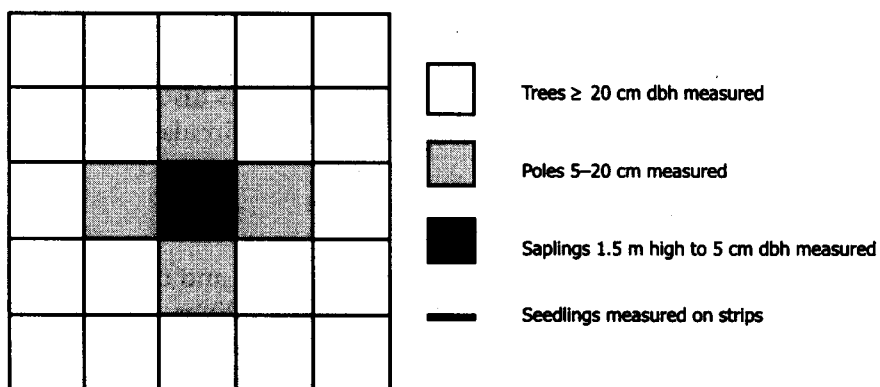 Trees ≥ 20 cm dbh measured
Poles 5–20 cm measured
Saplings 1.5 m high to 5 cm dbh measured
Seedlings measured on strips